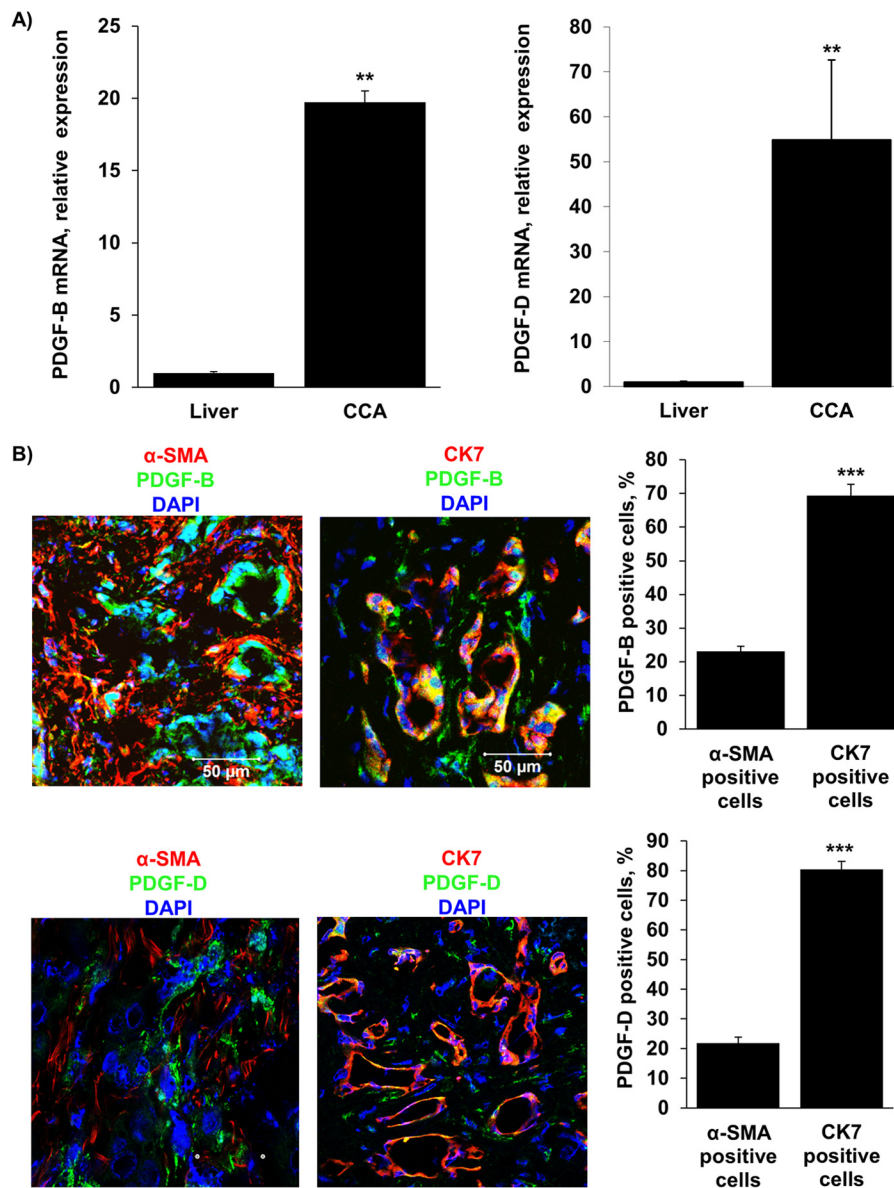 A)
PDGF-B mRNA, relative expression
25
20
15
10
5
0
**
Liver
CCA
PDGF-D mRNA, relative expression
80
70
60
50
40
30
20
10
0
**
Liver
CCA
B)
α-SMA
PDGF-B
DAPI
50 µm
CK7
PDGF-B
DAPI
50 µm
PDGF-B positive cells, %
80
70
60
50
40
30
20
10
0
***
α-SMA
positive
cells
CK7
positive
cells
α-SMA
PDGF-D
DAPI
CK7
PDGF-D
DAPI
PDGF-D positive cells, %
90
80
70
60
50
40
30
20
10
0
***
α-SMA
positive
cells
CK7
positive
cells